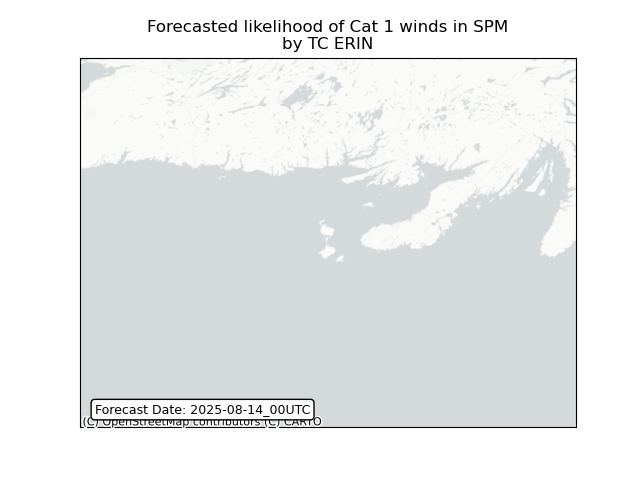 Forecasted likelihood of Cat 1 winds in SPM
by TC ERIN
Forecast Date: 2025-08-14_00UTC
(C) OpenStreetMap contributors (C) CARTO